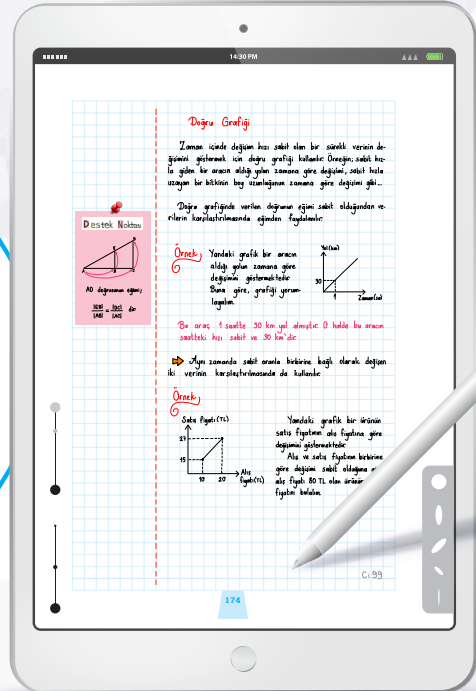 14:30 PM
Doğru Grafiği
Zaman içinde değişim hızı sabit olan bir sürekli verinin de-
ğişimini göstermek için doğru grafiği kullanılır. Örneğin; sabit hız-
la giden bir aracın aldığı yolun zamana göre değişimi, sabit hızla
uzayan bir bitkinin boy uzunluğunun zamana göre değişimi gibi...
Doğru grafiğinde verilen doğrunun eğimi sabit olduğundan ve-
rilerin karşılaştırılmasında eğimden faydalanılır.
Destek Noktası
D
E
A
B
C
AD doğrusunun eğimi;
|EB| / |AB| = |DC| / |AC| dir
Örnek
Yandaki grafik bir aracın
aldığı yolun zamana göre
değişimini göstermektedir.
Buna göre, grafiği yorum-
layalım.
Yol(km)
30
1
Zaman(sa)
Bu araç 1 saatte 30 km yol almıştır. O halde bu aracın
saatteki hızı sabit ve 30 km'dir.
Aynı zamanda sabit oranla birbirine bağlı olarak değişen
iki verinin karşılaştırılmasında da kullanılır.
Örnek
Satış fiyatı(TL)
27
15
10 20
Alış
fiyatı(TL)
Yandaki grafik bir ürünün
satış fiyatının alış fiyatına göre
değişimini göstermektedir.
Alış ve satış fiyatının birbirine
göre değişimi sabit olduğuna
alış fiyatı 80 TL olan
fiyatını bulalım.
C: 99
174